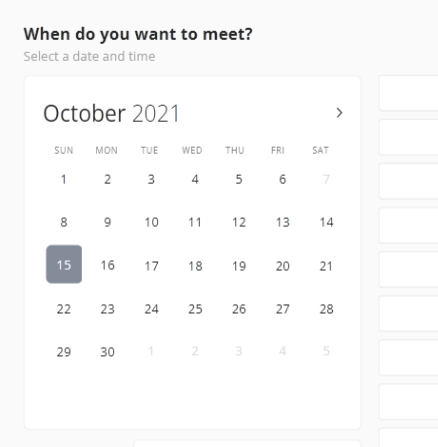 When do you want to meet?
Select a date and time
October 2021
SUN MON TUE WED THU FRI SAT
1 2 3 4 5 6 7
8 9 10 11 12 13 14
15 16 17 18 19 20 21
22 23 24 25 26 27 28
29 30 1 2 3 4 5